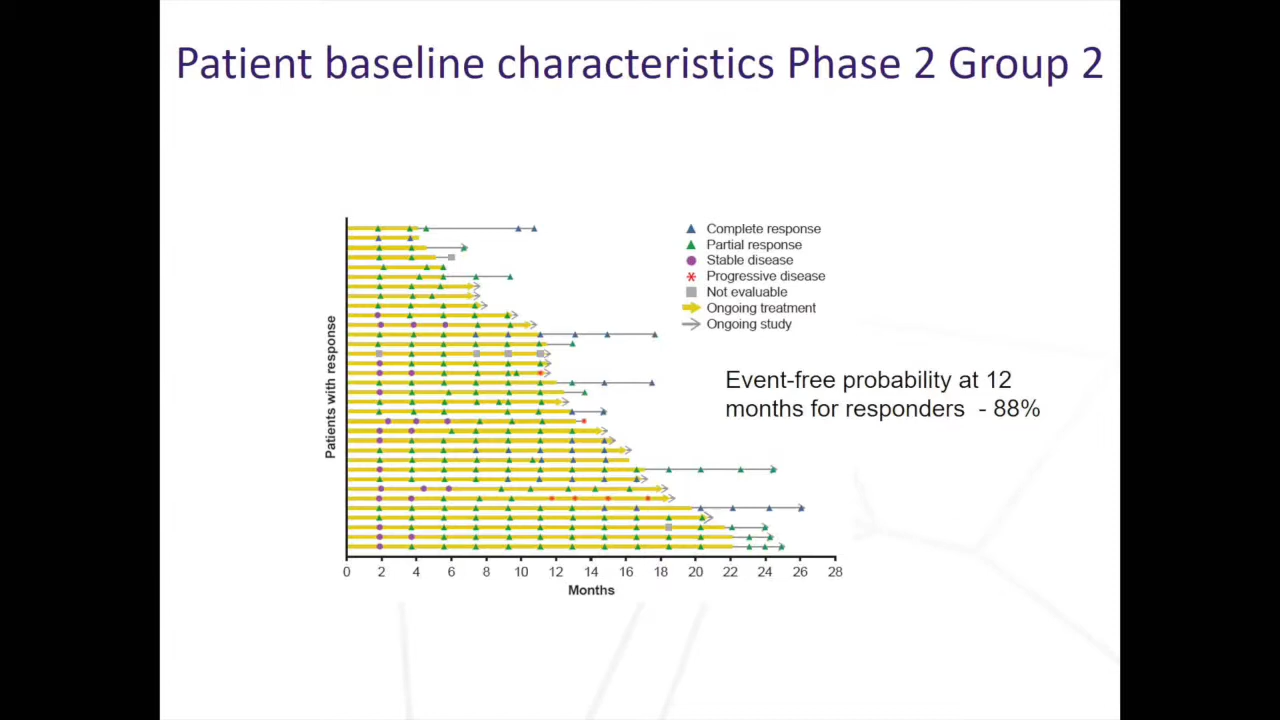 Patient baseline characteristics Phase 2 Group 2
Complete response
Partial response
Stable disease
Progressive disease
Not evaluable
Ongoing treatment
Ongoing study
Patients with response
Event-free probability at 12
months for responders - 88%
0 2 4 6 8 10 12 14 16 18 20 22 24 26 28
Months